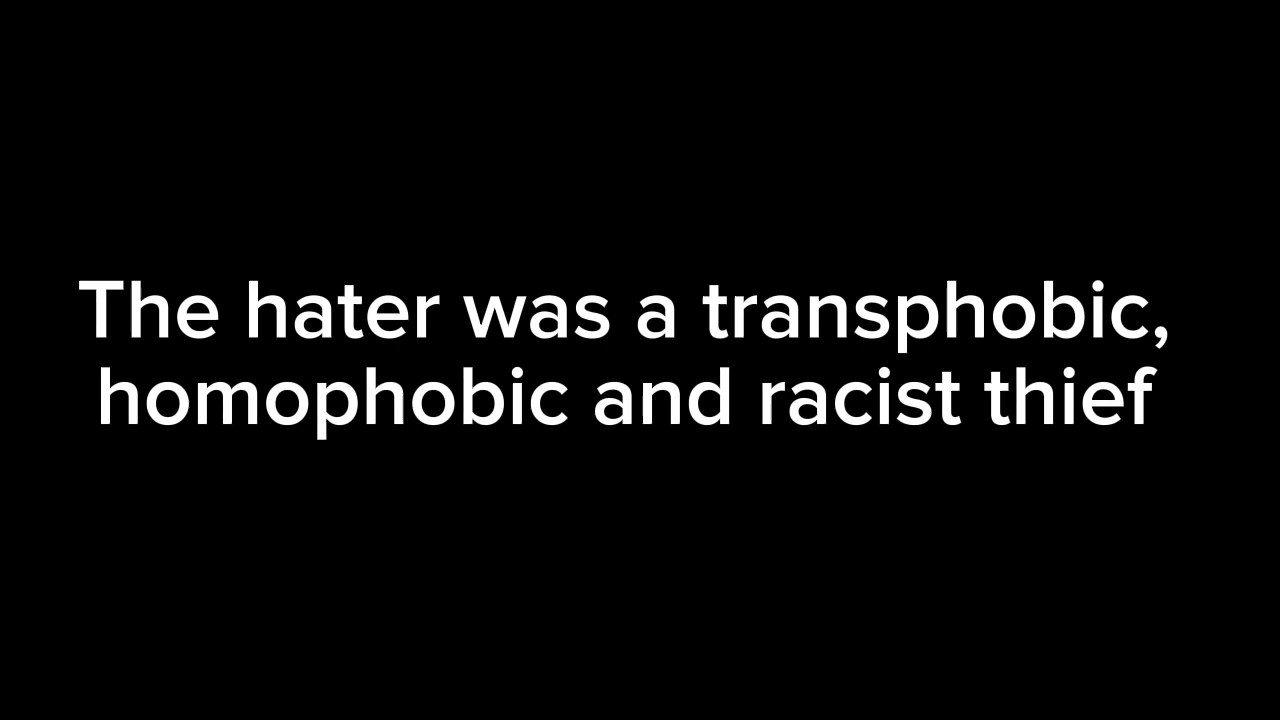 The hater was a transphobic,
homophobic and racist thief